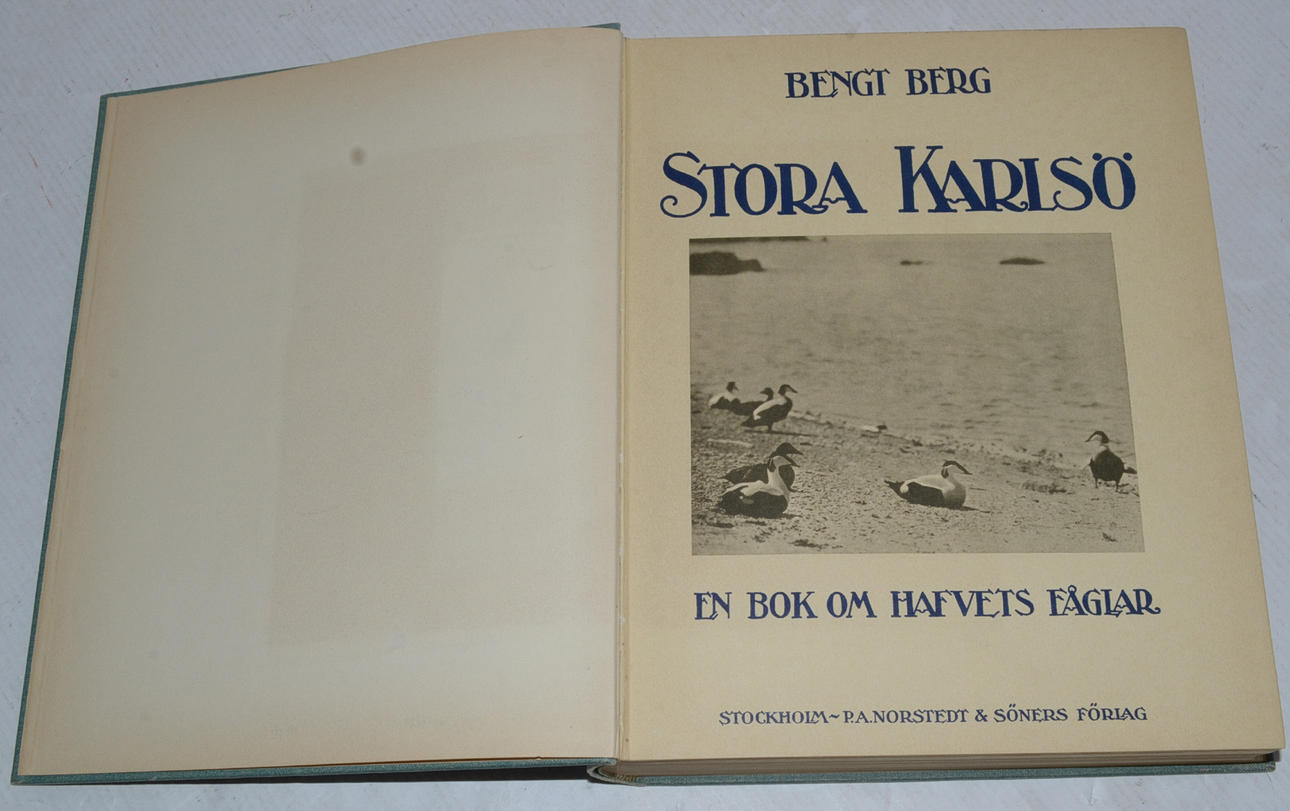 BENGT BERG
STORA KARLSÖ
EN BOK OM HAFVETS FÅGLAR
STOCKHOLM~P.A.NORSTEDT & SÖNERS FÖRLAG